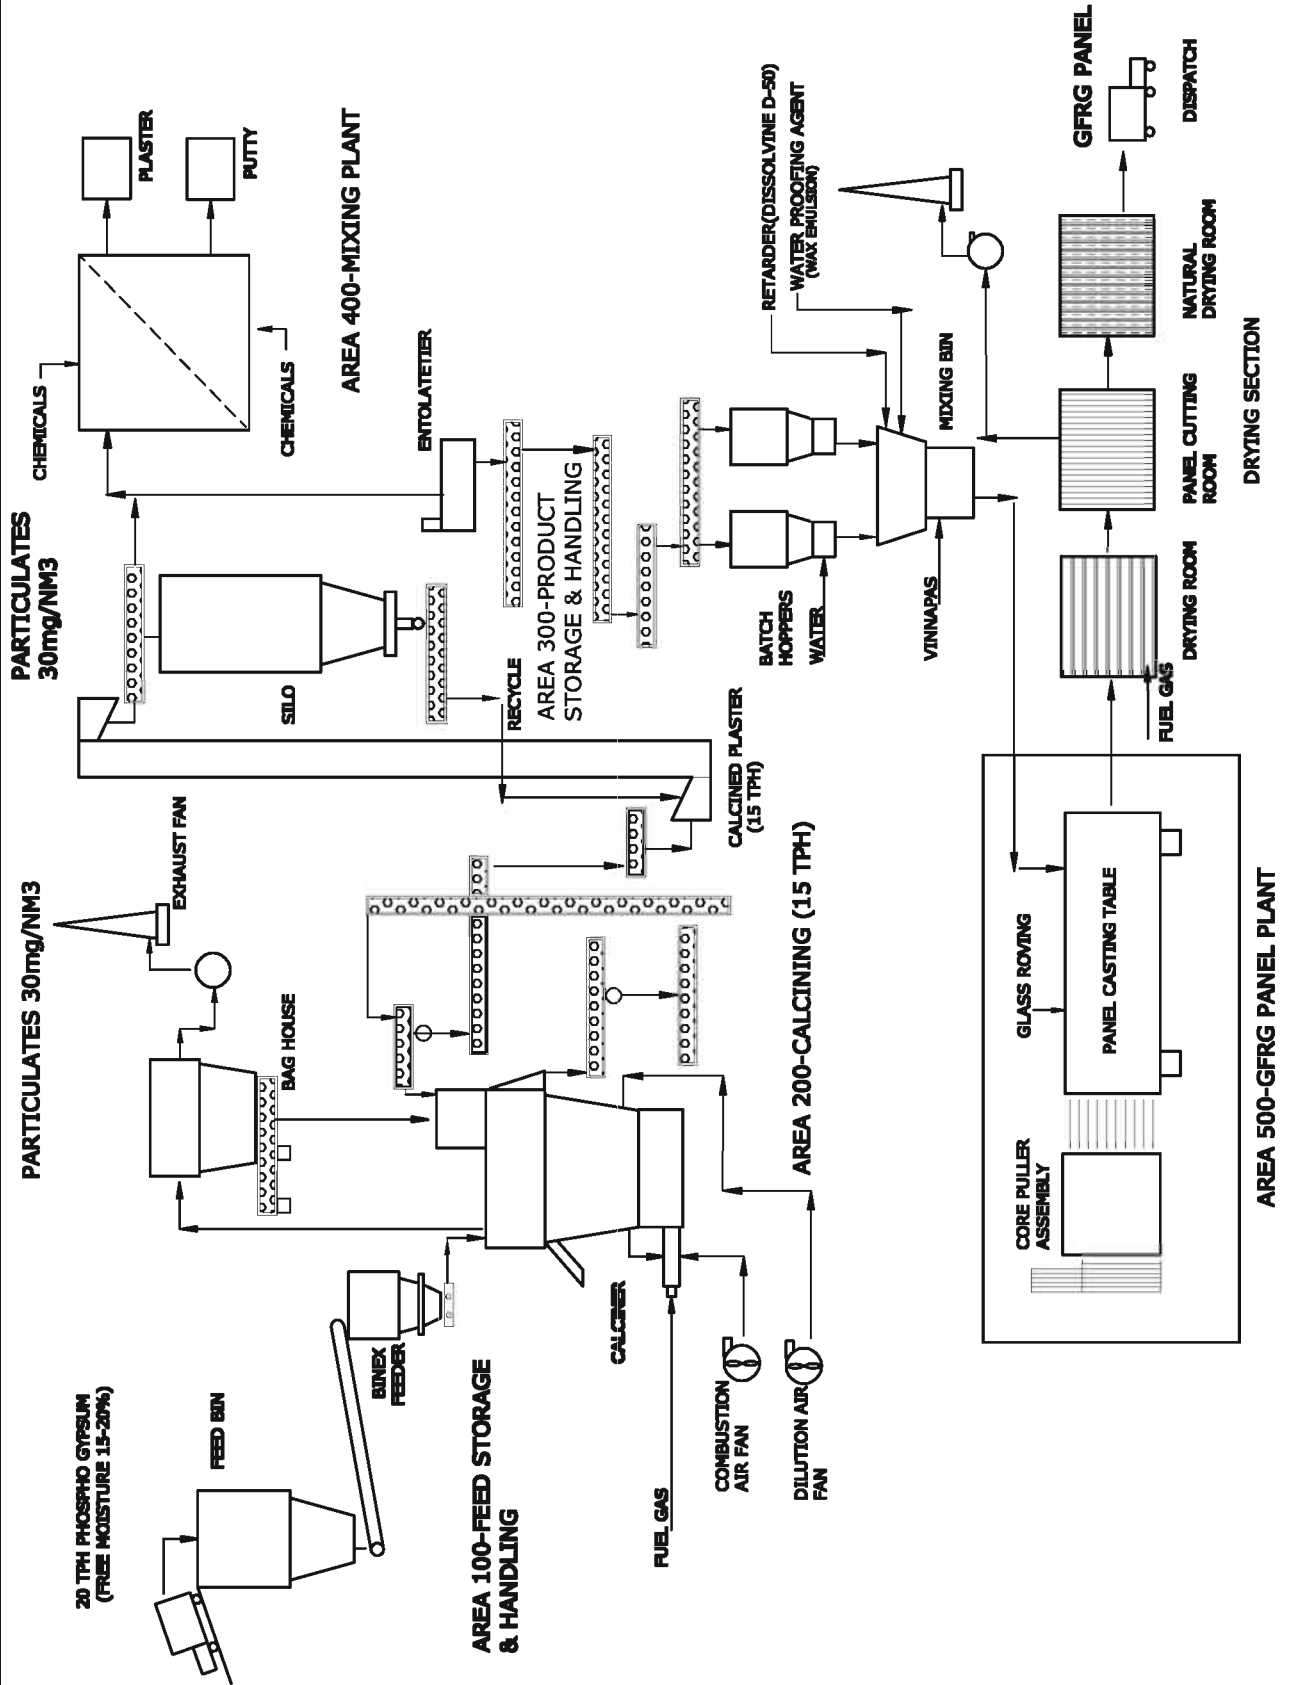 20 TPH PHOSPHO GYPSUM
(FREE MOISTURE 15-20%)
FEED BIN
BINEX
FEEDER
AREA 100-FEED STORAGE
& HANDLING
PARTICULATES 30mg/NM3
EXHAUST FAN
BAG HOUSE
CALCINER
FUEL GAS
COMBUSTION
AIR FAN
DILUTION AIR
FAN
AREA 200-CALCINING (15 TPH)
CALCINED PLASTER
(15 TPH)
RECYCLE
PARTICULATES
30mg/NM3
SILO
AREA 300-PRODUCT
STORAGE & HANDLING
ENTOLATETIER
CHEMICALS
CHEMICALS
PLASTER
PUTTY
AREA 400-MIXING PLANT
RETARDER(DISSOLVINE D-50)
WATER PROOFING AGENT
(WAX EMULSION)
BATCH
HOPPERS
WATER
VINNAPAS
MIXING BIN
CORE PULLER
ASSEMBLY
GLASS ROVING
PANEL CASTING TABLE
AREA 500-GFRG PANEL PLANT
FUEL GAS
DRYING ROOM
PANEL CUTTING
ROOM
NATURAL
DRYING ROOM
DRYING SECTION
GFRG PANEL
DISPATCH